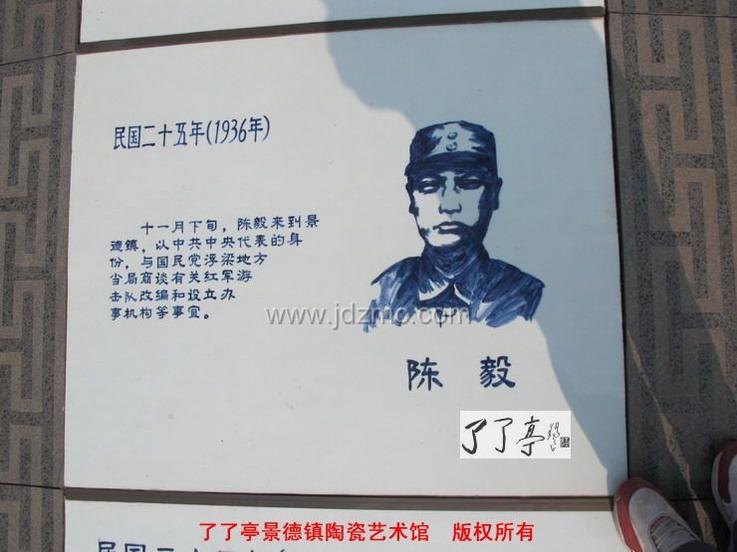 民国二十五年(1936年)
十一月下旬，陈毅来到景
德镇，以中共中央代表的身
份，与国民党浮梁地方
当局商谈有关红军游
击队改编和设立办
事机构等事宜。
www.jdzmc.com
陈 毅
了了亭
了了亭景德镇陶瓷艺术馆 版权所有